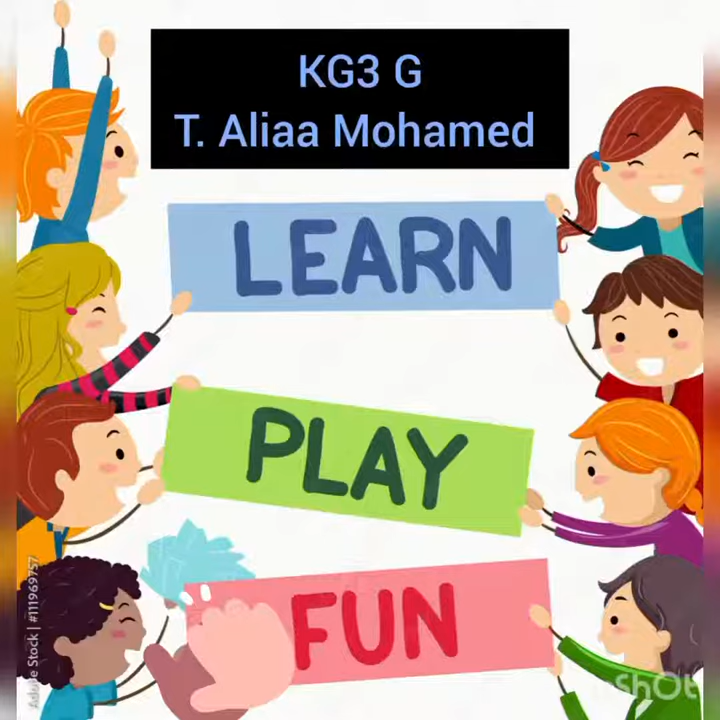 KG3 G
T. Aliaa Mohamed
LEARN
PLAY
FUN
Adobe Stock | #111969757